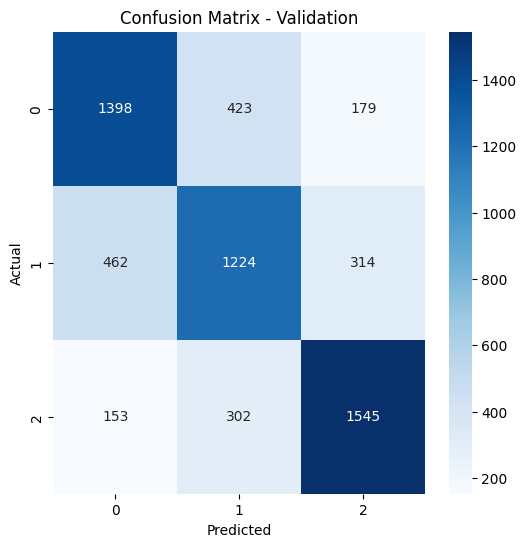 Confusion Matrix - Validation
1398 423 179
462 1224 314
153 302 1545
0
1
2
Actual
0 1 2
Predicted
1400
1200
1000
800
600
400
200